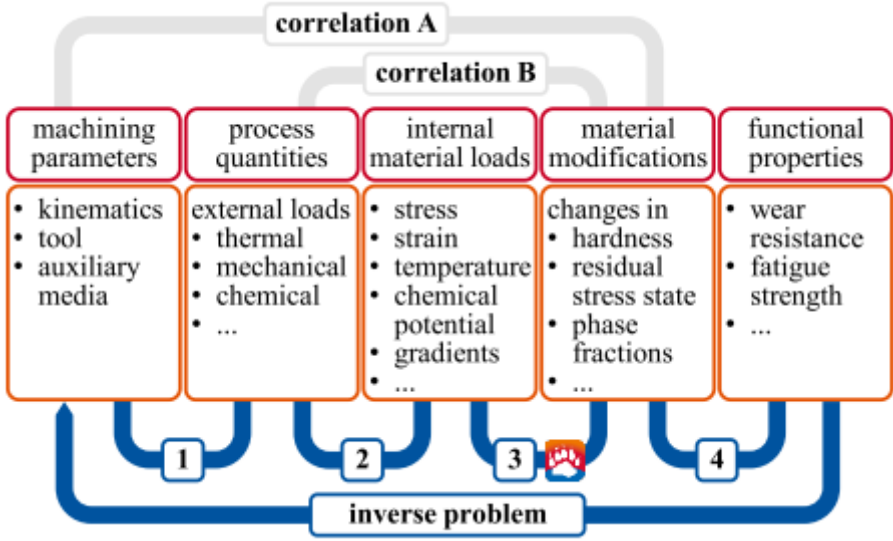 correlation A
correlation B
machining
parameters
process
quantities
internal
material loads
material
modifications
functional
properties
• kinematics
• tool
• auxiliary
media
external loads
• thermal
• mechanical
• chemical
• ...
• stress
• strain
• temperature
• chemical
potential
• gradients
• ...
changes in
• hardness
• residual
stress state
• phase
fractions
• ...
• wear
resistance
• fatigue
strength
• ...
1
2
3
4
inverse problem